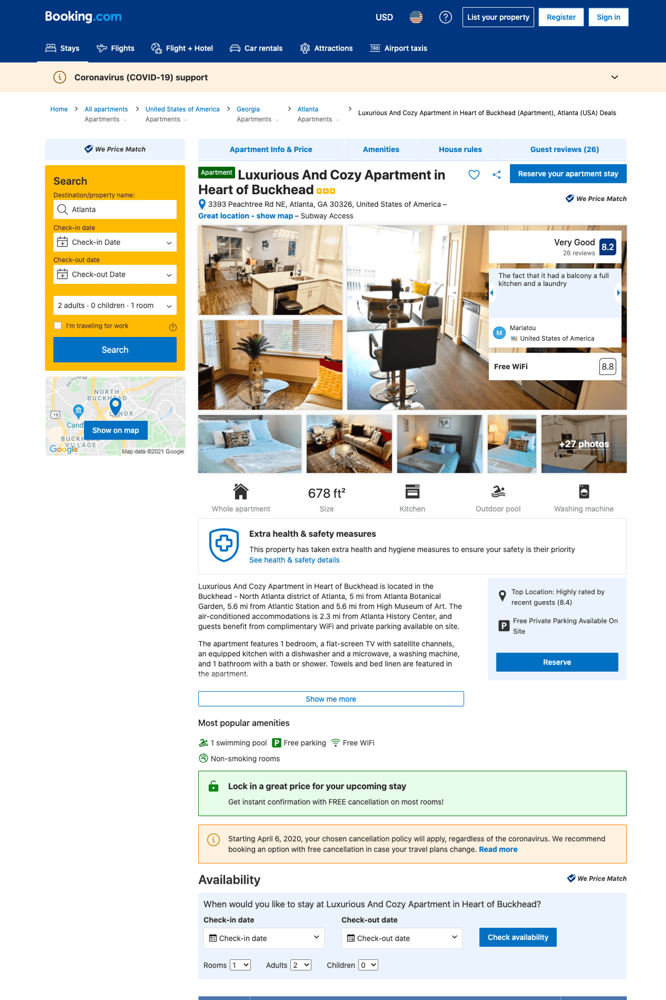 Booking.com
USD
List your property
Register
Sign in
Stays
Flights
Flight + Hotel
Car rentals
Attractions
Airport taxis
Coronavirus (COVID-19) support
Home
All apartments
Apartments
United States of America
Apartments
Georgia
Apartments
Atlanta
Apartments
Luxurious And Cozy Apartment in Heart of Buckhead (Apartment), Atlanta (USA) Deals
We Price Match
Search
Destination/property name:
Atlanta
Check-in date
Check-in Date
Check-out date
Check-out Date
2 adults · 0 children · 1 room
I'm traveling for work
Search
NORTH
BUCKHEAD
19
Show on map
BUCKHEAD
VILLAGE
Google
Map data ©2021 Google
Apartment Info & Price
Amenities
House rules
Guest reviews (26)
Apartment
Luxurious And Cozy Apartment in
Heart of Buckhead
Reserve your apartment stay
We Price Match
3393 Peachtree Rd NE, Atlanta, GA 30326, United States of America –
Great location - show map – Subway Access
Very Good
8.2
26 reviews
The fact that it had a balcony a full
kitchen and a laundry
M
Mariatou
United States of America
Free WiFi
8.8
+27 photos
Whole apartment
678 ft²
Size
Kitchen
Outdoor pool
Washing machine
Extra health & safety measures
This property has taken extra health and hygiene measures to ensure your safety is their priority
See health & safety details
Luxurious And Cozy Apartment in Heart of Buckhead is located in the
Buckhead - North Atlanta district of Atlanta, 5 mi from Atlanta Botanical
Garden, 5.6 mi from Atlantic Station and 5.6 mi from High Museum of Art. The
air-conditioned accommodations is 2.3 mi from Atlanta History Center, and
guests benefit from complimentary WiFi and private parking available on site.
The apartment features 1 bedroom, a flat-screen TV with satellite channels,
an equipped kitchen with a dishwasher and a microwave, a washing machine,
and 1 bathroom with a bath or shower. Towels and bed linen are featured in
the apartment.
Top Location: Highly rated by
recent guests (8.4)
P
Free Private Parking Available On
Site
Reserve
Show me more
Most popular amenities
1 swimming pool
P
Free parking
Free WiFi
Non-smoking rooms
Lock in a great price for your upcoming stay
Get instant confirmation with FREE cancellation on most rooms!
Starting April 6, 2020, your chosen cancellation policy will apply, regardless of the coronavirus. We recommend
booking an option with free cancellation in case your travel plans change. Read more
Availability
We Price Match
When would you like to stay at Luxurious And Cozy Apartment in Heart of Buckhead?
Check-in date
Check-out date
Check-in date
Check-out date
Check availability
Rooms 1
Adults 2
Children 0